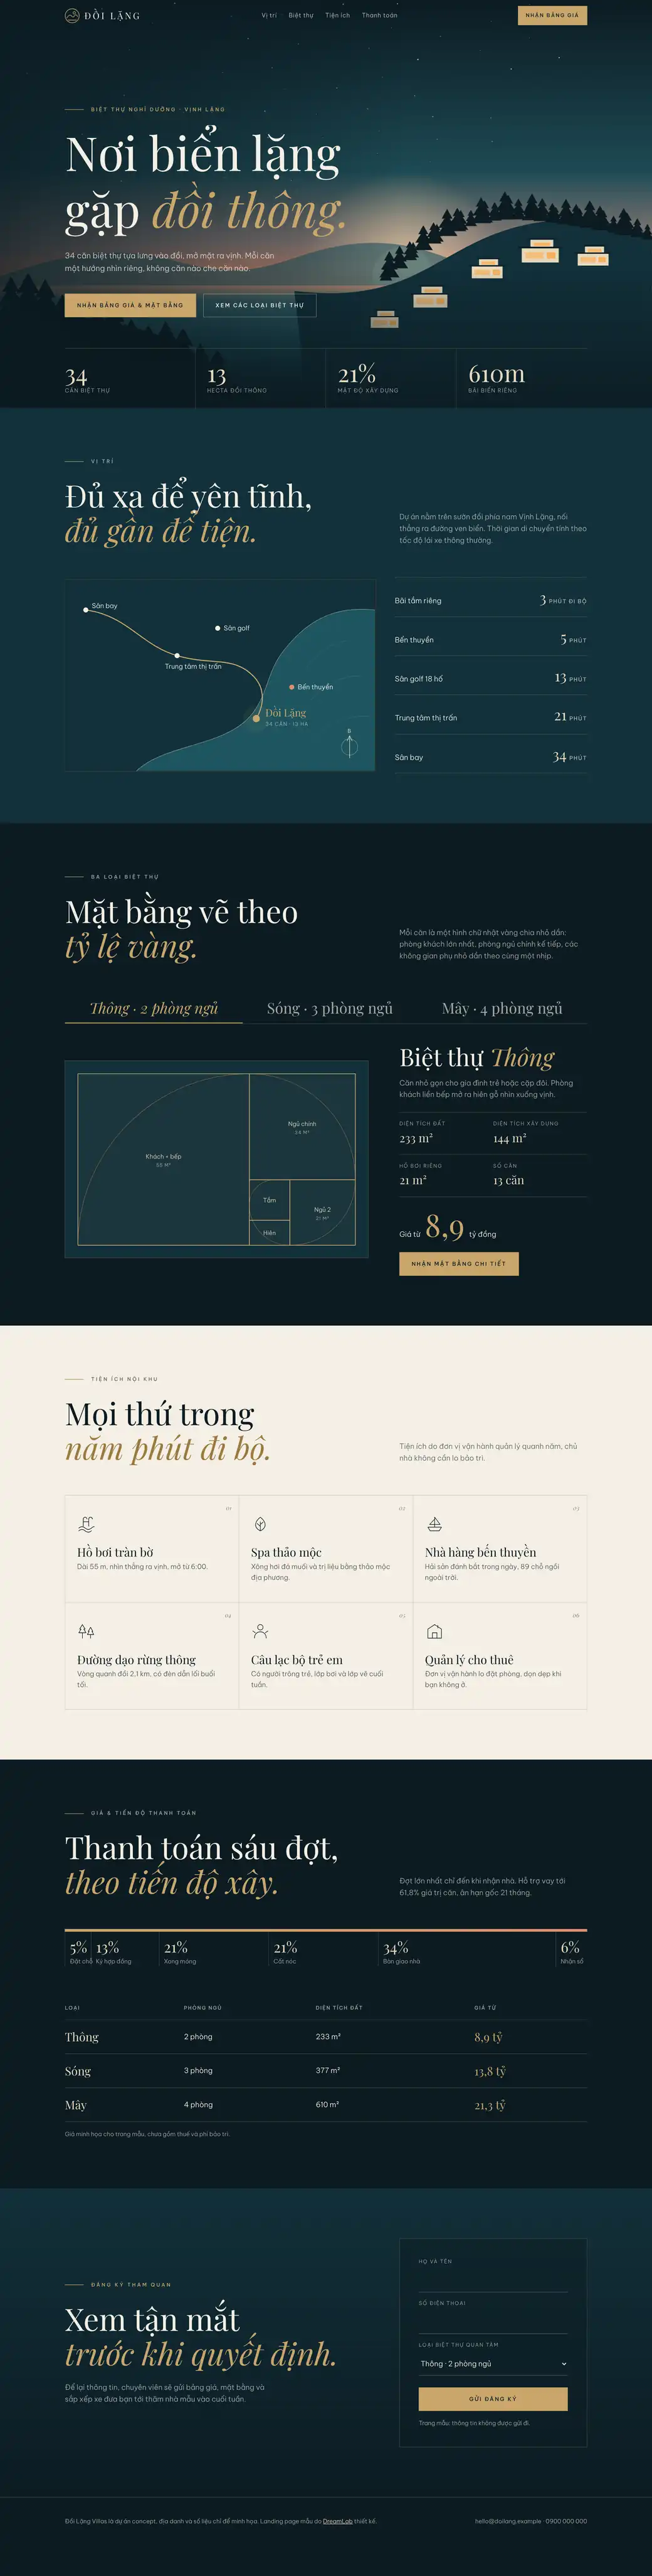 ĐỒI LẶNG
Vị trí
Biệt thự
Tiện ích
Thanh toán
NHẬN BẢNG GIÁ
BIỆT THỰ NGHỈ DƯỠNG · VỊNH LẶNG
Nơi biển lặng
gặp đồi thông.
34 căn biệt thự tựa lưng vào đồi, mở mặt ra vịnh. Mỗi căn
một hướng nhìn riêng, không căn nào che căn nào.
NHẬN BẢNG GIÁ & MẶT BẰNG
XEM CÁC LOẠI BIỆT THỰ
34
CĂN BIỆT THỰ
13
HECTA ĐỒI THÔNG
21%
MẬT ĐỘ XÂY DỰNG
610m
BÃI BIỂN RIÊNG
VỊ TRÍ
Đủ xa để yên tĩnh,
đủ gần để tiện.
Dự án nằm trên sườn đồi phía nam Vịnh Lặng, nối
thẳng ra đường ven biển. Thời gian di chuyển tính theo
tốc độ lái xe thông thường.
Sân bay
Sân golf
Trung tâm thị trấn
Bến thuyền
Đồi Lặng
34 CĂN · 13 HA
B
Bãi tắm riêng
3 PHÚT ĐI BỘ
Bến thuyền
5 PHÚT
Sân golf 18 hố
13 PHÚT
Trung tâm thị trấn
21 PHÚT
Sân bay
34 PHÚT
BA LOẠI BIỆT THỰ
Mặt bằng vẽ theo
tỷ lệ vàng.
Mỗi căn là một hình chữ nhật vàng chia nhỏ dần:
phòng khách lớn nhất, phòng ngủ chính kế tiếp, các
không gian phụ nhỏ dần theo cùng một nhịp.
Thông · 2 phòng ngủ
Sóng · 3 phòng ngủ
Mây · 4 phòng ngủ
Khách + bếp
55 M²
Ngủ chính
34 M²
Tắm
Hiên
Ngủ 2
21 M²
Biệt thự Thông
Căn nhỏ gọn cho gia đình trẻ hoặc cặp đôi. Phòng
khách liền bếp mở ra hiên gỗ nhìn xuống vịnh.
DIỆN TÍCH ĐẤT
233 m²
DIỆN TÍCH XÂY DỰNG
144 m²
HỒ BƠI RIÊNG
21 m²
SỐ CĂN
13 căn
Giá từ 8,9 tỷ đồng
NHẬN MẶT BẰNG CHI TIẾT
TIỆN ÍCH NỘI KHU
Mọi thứ trong
năm phút đi bộ.
Tiện ích do đơn vị vận hành quản lý quanh năm, chủ
nhà không cần lo bảo trì.
01
Hồ bơi tràn bờ
Dài 55 m, nhìn thẳng ra vịnh, mở từ 6:00.
02
Spa thảo mộc
Xông hơi đá muối và trị liệu bằng thảo mộc
địa phương.
03
Nhà hàng bến thuyền
Hải sản đánh bắt trong ngày, 89 chỗ ngồi
ngoài trời.
04
Đường dạo rừng thông
Vòng quanh đồi 2,1 km, có đèn dẫn lối buổi
tối.
05
Câu lạc bộ trẻ em
Có người trông trẻ, lớp bơi và lớp vẽ cuối
tuần.
06
Quản lý cho thuê
Đơn vị vận hành lo đặt phòng, dọn dẹp khi
bạn không ở.
GIÁ & TIẾN ĐỘ THANH TOÁN
Thanh toán sáu đợt,
theo tiến độ xây.
Đợt lớn nhất chỉ đến khi nhận nhà. Hỗ trợ vay tới
61,8% giá trị căn, ân hạn gốc 21 tháng.
5%
Đặt chỗ
13%
Ký hợp đồng
21%
Xong móng
21%
Cất nóc
34%
Bàn giao nhà
6%
Nhận sổ
LOẠI
PHÒNG NGỦ
DIỆN TÍCH ĐẤT
GIÁ TỪ
Thông
2 phòng
233 m²
8,9 tỷ
Sóng
3 phòng
377 m²
13,8 tỷ
Mây
4 phòng
610 m²
21,3 tỷ
Giá minh họa cho trang mẫu, chưa gồm thuế và phí bảo trì.
ĐĂNG KÝ THAM QUAN
Xem tận mắt
trước khi quyết định.
Để lại thông tin, chuyên viên sẽ gửi bảng giá, mặt bằng và
sắp xếp xe đưa bạn tới thăm nhà mẫu vào cuối tuần.
HỌ VÀ TÊN
SỐ ĐIỆN THOẠI
LOẠI BIỆT THỰ QUAN TÂM
Thông · 2 phòng ngủ
GỬI ĐĂNG KÝ
Trang mẫu: thông tin không được gửi đi.
Đồi Lặng Villas là dự án concept, địa danh và số liệu chỉ để minh họa. Landing page mẫu do DreamLab thiết kế.
hello@doilang.example · 0900 000 000